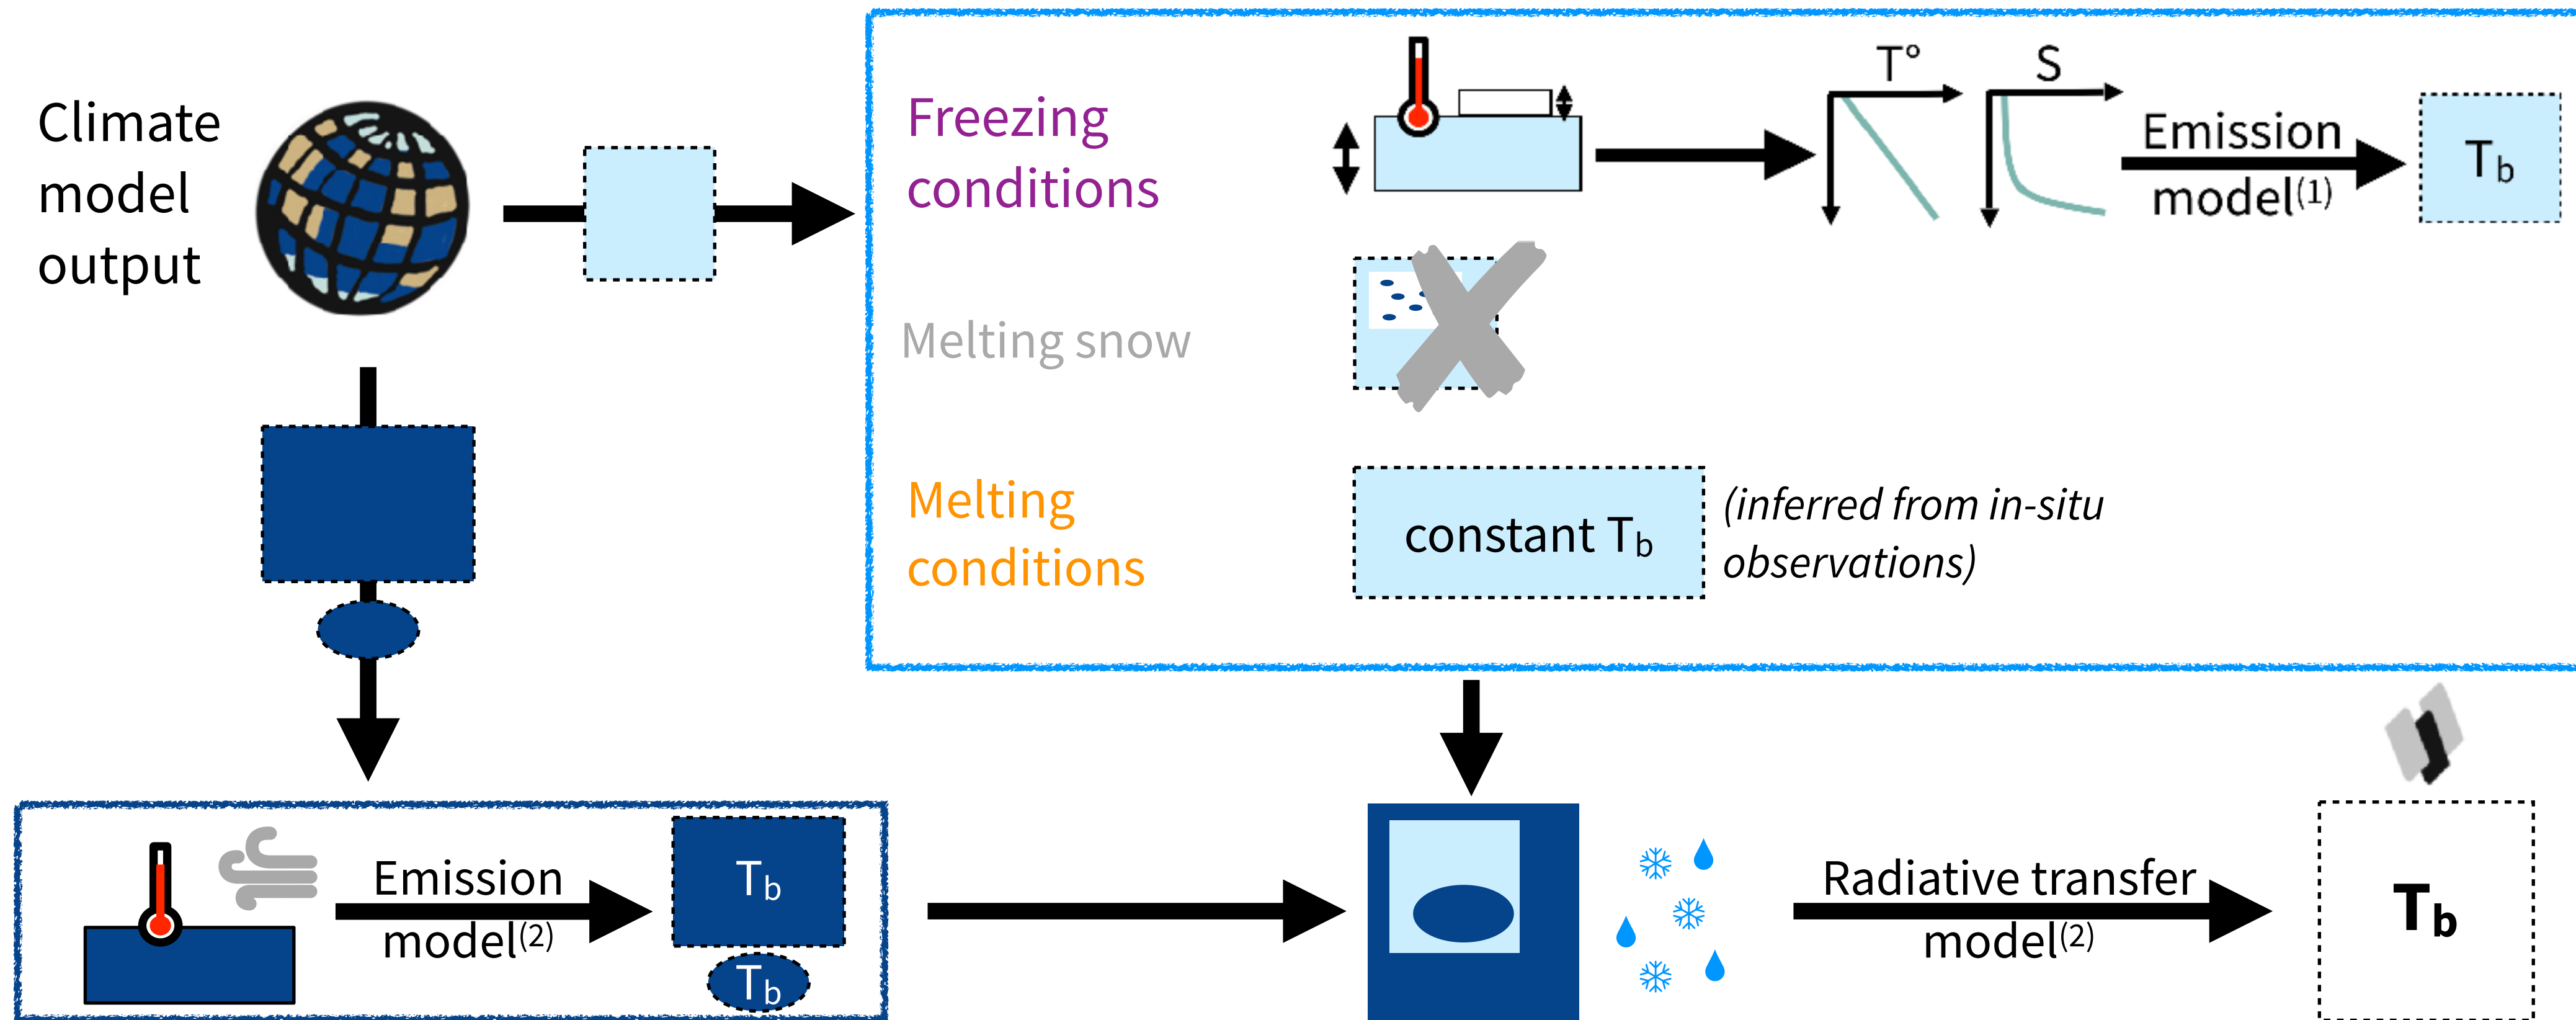 Climate
model
output
Freezing
conditions
T°
S
Emission
model(1)
Tb
Melting snow
Melting
conditions
constant Tb
(inferred from in-situ
observations)
Emission
model(2)
Tb
Tb
Radiative transfer
model(2)
Tb